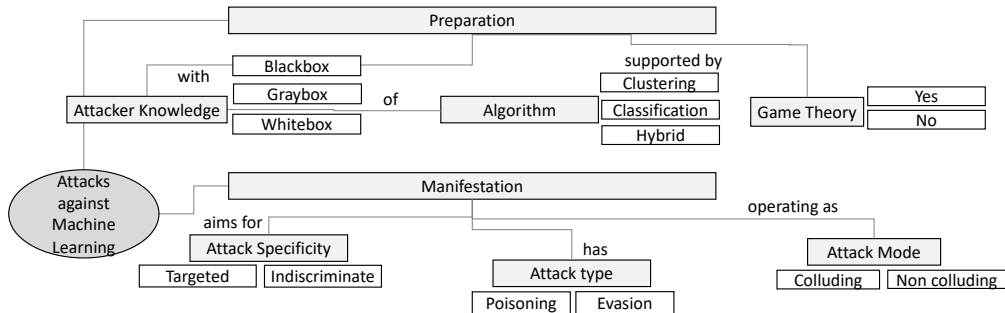 Preparation
with
Blackbox
supported by
Clustering
Attacker Knowledge
Graybox
of
Algorithm
Classification
Game Theory
Yes
Whitebox
Hybrid
No
Attacks
against
Machine
Learning
Manifestation
aims for
operating as
Attack Specificity
has
Attack Mode
Targeted
Indiscriminate
Attack type
Colluding
Non colluding
Poisoning
Evasion